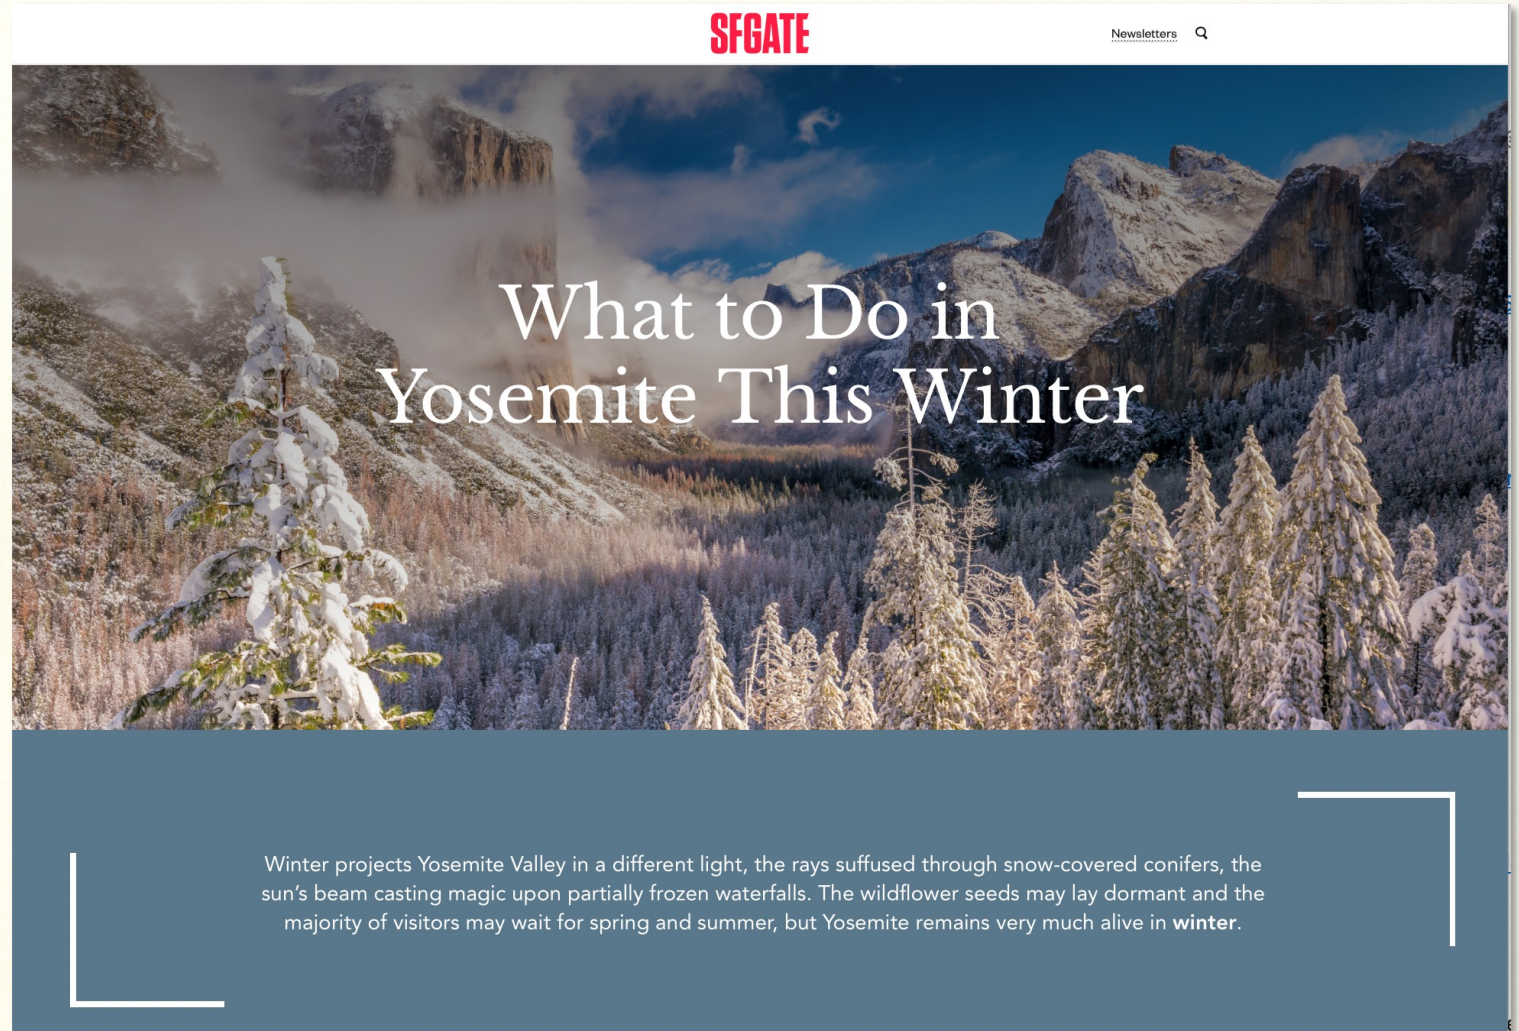 SFGATE
Newsletters
What to Do in
Yosemite This Winter
Winter projects Yosemite Valley in a different light, the rays suffused through snow-covered conifers, the
sun's beam casting magic upon partially frozen waterfalls. The wildflower seeds may lay dormant and the
majority of visitors may wait for spring and summer, but Yosemite remains very much alive in winter.